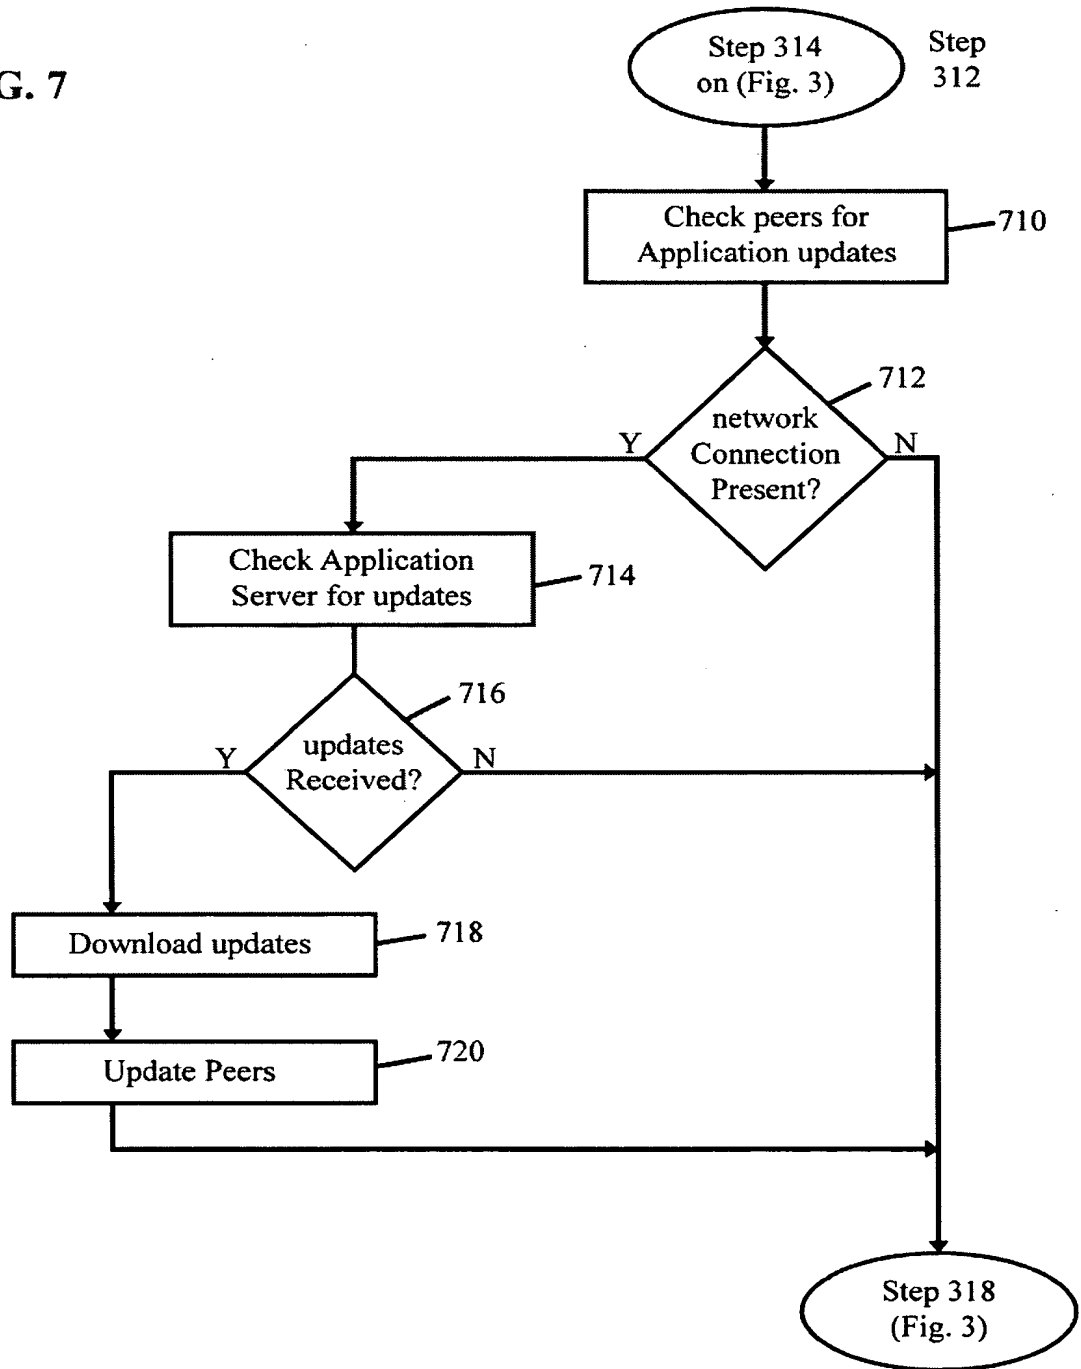 G. 7
Step 314
on (Fig. 3)
Step
312
Check peers for
Application updates
710
network
Connection
Present?
712
Y
N
Check Application
Server for updates
714
updates
Received?
716
Y
N
Download updates
718
Update Peers
720
Step 318
(Fig. 3)